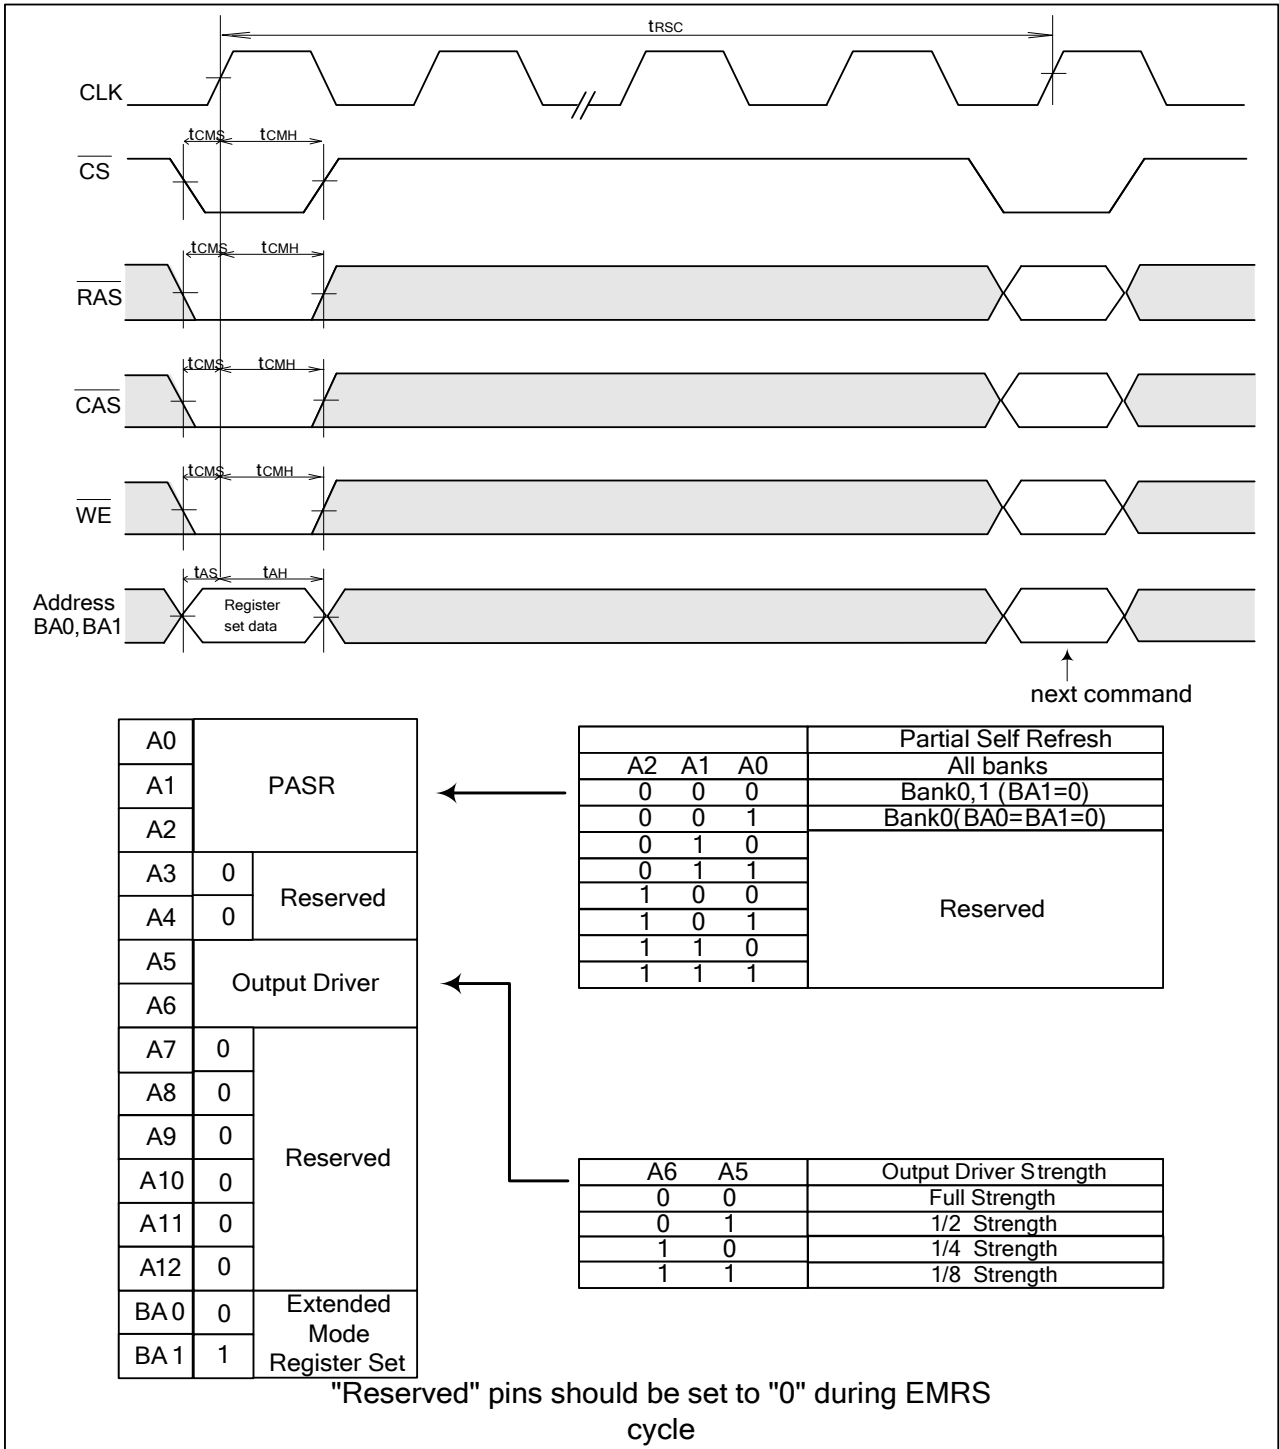 tRSC
CLK
tCMS tCMH
CS
tCMS tCMH
RAS
tCMS tCMH
CAS
tCMS tCMH
WE
tAS tAH
Address
BA0,BA1
Register
set data
next command
A0
A1
A2
PASR
A3 0
A4 0
Reserved
A5
A6
Output Driver
A7 0
A8 0
A9 0
A10 0
A11 0
A12 0
Reserved
BA0 0
BA1 1
Extended
Mode
Register Set
Partial Self Refresh
A2 A1 A0 All banks
0 0 0 Bank0,1 (BA1=0)
0 0 1 Bank0(BA0=BA1=0)
0 1 0
0 1 1
1 0 0
1 0 1
1 1 0
1 1 1
Reserved
A6 A5 Output Driver Strength
0 0 Full Strength
0 1 1/2 Strength
1 0 1/4 Strength
1 1 1/8 Strength
"Reserved" pins should be set to "0" during EMRS
cycle